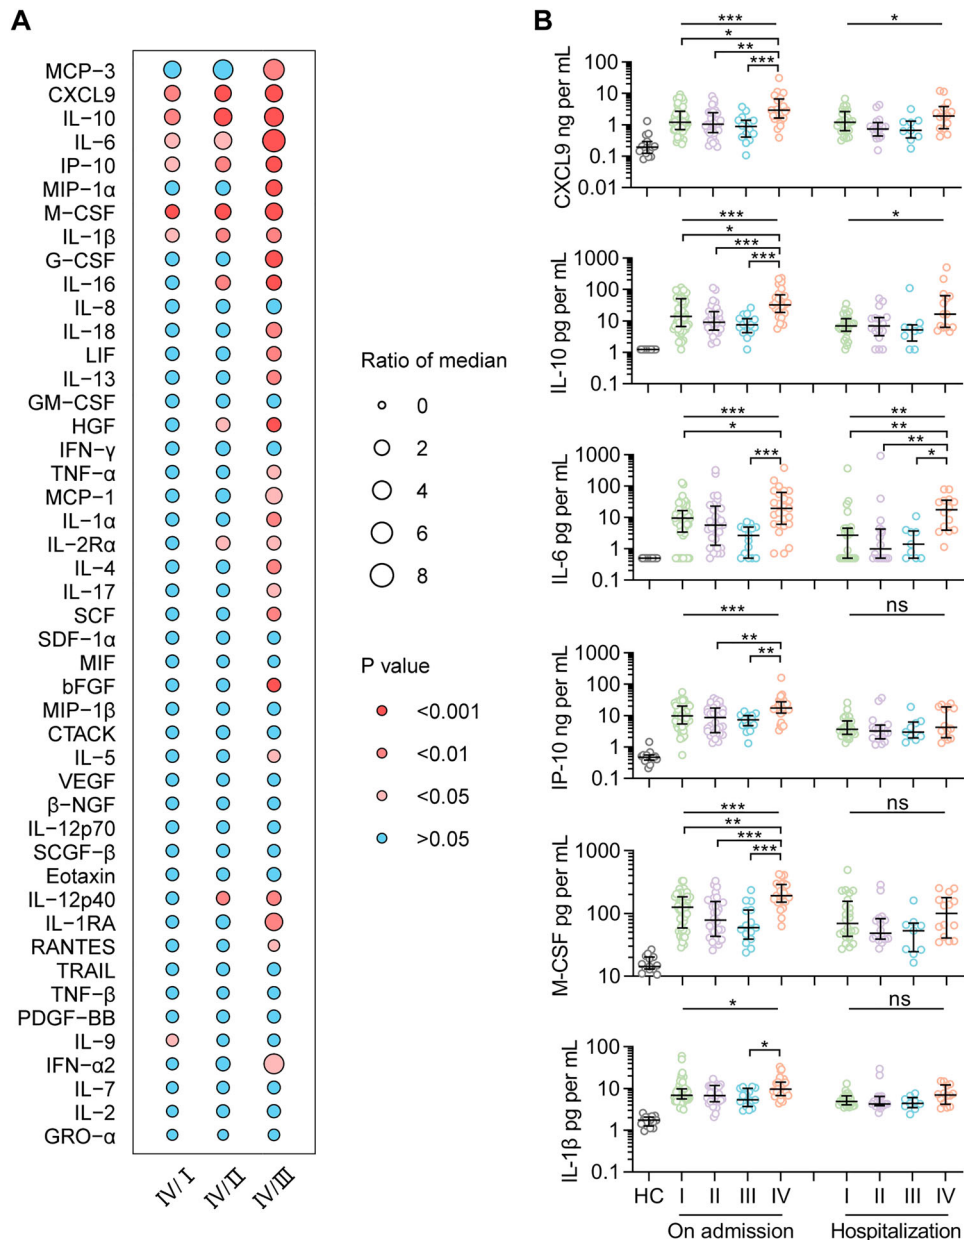 A
MCP−3
CXCL9
IL−10
IL−6
IP−10
MIP−1α
M−CSF
IL−1β
G−CSF
IL−16
IL−8
IL−18
LIF
IL−13
GM−CSF
HGF
IFN−γ
TNF−α
MCP−1
IL−1α
IL−2Rα
IL−4
IL−17
SCF
SDF−1α
MIF
bFGF
MIP−1β
CTACK
IL−5
VEGF
β−NGF
IL−12p70
SCGF−β
Eotaxin
IL−12p40
IL−1RA
RANTES
TRAIL
TNF−β
PDGF−BB
IL−9
IFN−α2
IL−7
IL−2
GRO−α
IV/Ⅰ IV/Ⅱ IV/Ⅲ
Ratio of median
0
2
4
6
8
P value
<0.001
<0.01
<0.05
>0.05
B
CXCL9 ng per mL
100
10
1
0.1
0.01
*** *
*
**
***
IL−10 pg per mL
1000
100
10
1
0.1
*** *
*
***
***
IL−6 pg per mL
1000
100
10
1
0.1
*** **
* **
**
*** *
IP−10 ng per mL
1000
100
10
1
0.1
*** ns
**
**
M−CSF pg per mL
1000
100
10
*** ns
**
***
***
IL−1β pg per mL
100
10
1
0.1
* ns
*
HC I II III IV I II III IV
On admission Hospitalization